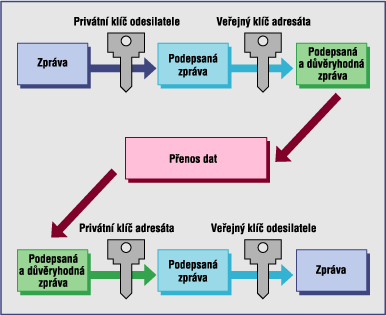 Privátní klíč odesilatele
Veřejný klíč adresáta
Zpráva
Podepsaná
zpráva
Podepsaná
a důvěryhodná
zpráva
Přenos dat
Privátní klíč adresáta
Veřejný klíč odesilatele
Podepsaná
a důvěryhodná
zpráva
Podepsaná
zpráva
Zpráva